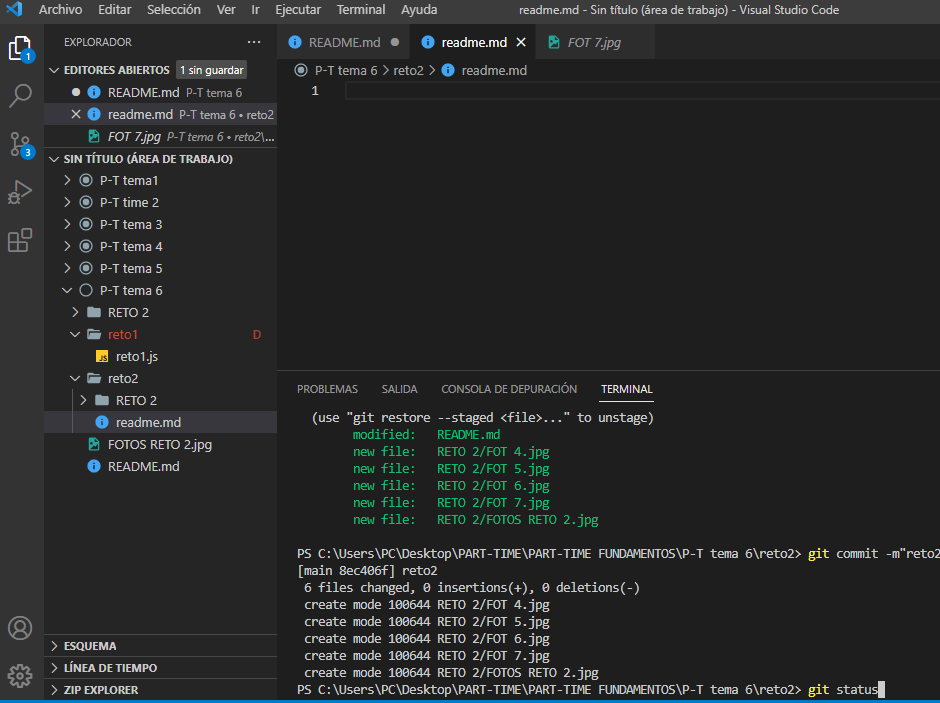 Archivo Editar Selección Ver Ir Ejecutar Terminal Ayuda readme.md - Sin título (área de trabajo) - Visual Studio Code
EXPLORADOR ···
EDITORES ABIERTOS 1 sin guardar
README.md P-T tema 6
readme.md P-T tema 6 • reto2
FOT 7.jpg P-T tema 6 • reto2\...
SIN TÍTULO (ÁREA DE TRABAJO)
P-T tema1
P-T time 2
P-T tema 3
P-T tema 4
P-T tema 5
P-T tema 6
RETO 2
reto1 D
JS reto1.js
reto2
RETO 2
readme.md
FOTOS RETO 2.jpg
README.md
ESQUEMA
LÍNEA DE TIEMPO
ZIP EXPLORER
1
3
README.md
readme.md
FOT 7.jpg
P-T tema 6 > reto2 > readme.md
1
PROBLEMAS SALIDA CONSOLA DE DEPURACIÓN TERMINAL
(use "git restore --staged <file>..." to unstage)
modified: README.md
new file: RETO 2/FOT 4.jpg
new file: RETO 2/FOT 5.jpg
new file: RETO 2/FOT 6.jpg
new file: RETO 2/FOT 7.jpg
new file: RETO 2/FOTOS RETO 2.jpg
PS C:\Users\PC\Desktop\PART-TIME\PART-TIME FUNDAMENTOS\P-T tema 6\reto2> git commit -m"reto2
[main 8ec406f] reto2
6 files changed, 0 insertions(+), 0 deletions(-)
create mode 100644 RETO 2/FOT 4.jpg
create mode 100644 RETO 2/FOT 5.jpg
create mode 100644 RETO 2/FOT 6.jpg
create mode 100644 RETO 2/FOT 7.jpg
create mode 100644 RETO 2/FOTOS RETO 2.jpg
PS C:\Users\PC\Desktop\PART-TIME\PART-TIME FUNDAMENTOS\P-T tema 6\reto2> git status